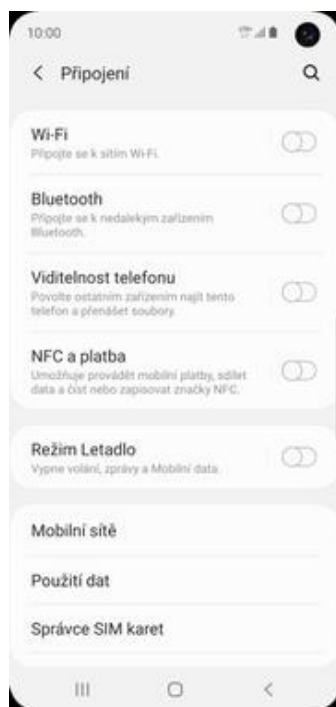 10:00
Připojení
Wi-Fi
Připojte se k sítím Wi-Fi.
Bluetooth
Připojte se k nedalekým zařízením
Bluetooth.
Viditelnost telefonu
Povolte ostatním zařízením najít tento
telefon a přenášet soubory.
NFC a platba
Umožňuje provádět mobilní platby, sdílet
data a číst nebo zapisovat značky NFC.
Režim Letadlo
Vypne volání, zprávy a Mobilní data.
Mobilní sítě
Použití dat
Správce SIM karet